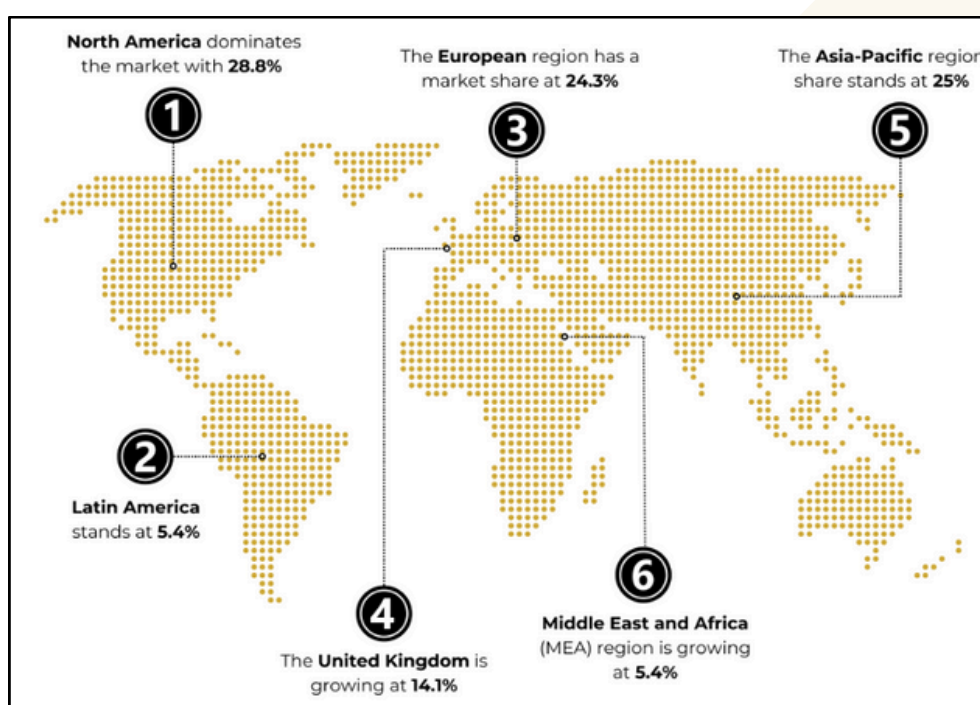 North America dominates
the market with 28.8%
1
The European region has a
market share at 24.3%
3
The Asia-Pacific region
share stands at 25%
5
2
Latin America
stands at 5.4%
4
The United Kingdom is
growing at 14.1%
6
Middle East and Africa
(MEA) region is growing
at 5.4%